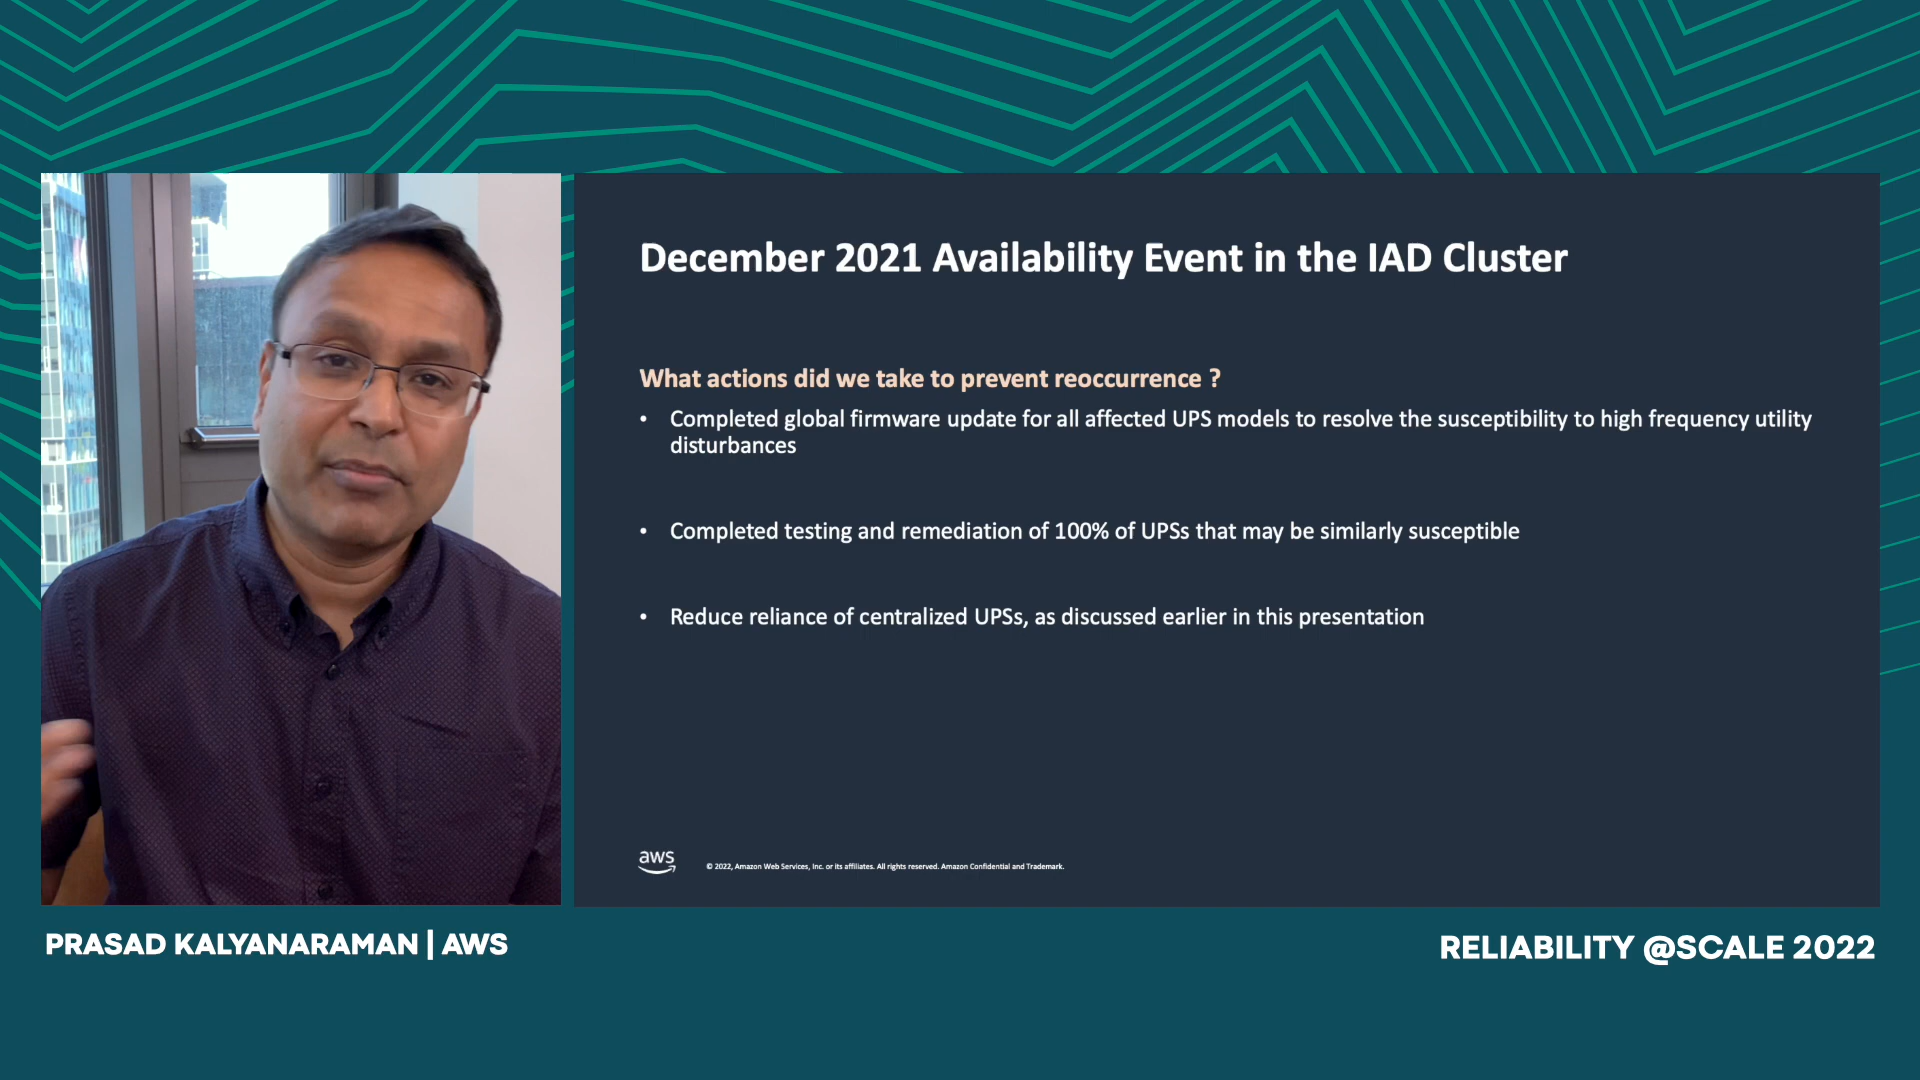 December 2021 Availability Event in the IAD Cluster
What actions did we take to prevent reoccurrence ?
• Completed global firmware update for all affected UPS models to resolve the susceptibility to high frequency utility
disturbances
• Completed testing and remediation of 100% of UPSs that may be similarly susceptible
• Reduce reliance of centralized UPSs, as discussed earlier in this presentation
aws
© 2022, Amazon Web Services, Inc. or its affiliates. All rights reserved. Amazon Confidential and Trademark.
PRASAD KALYANARAMAN | AWS
RELIABILITY @SCALE 2022